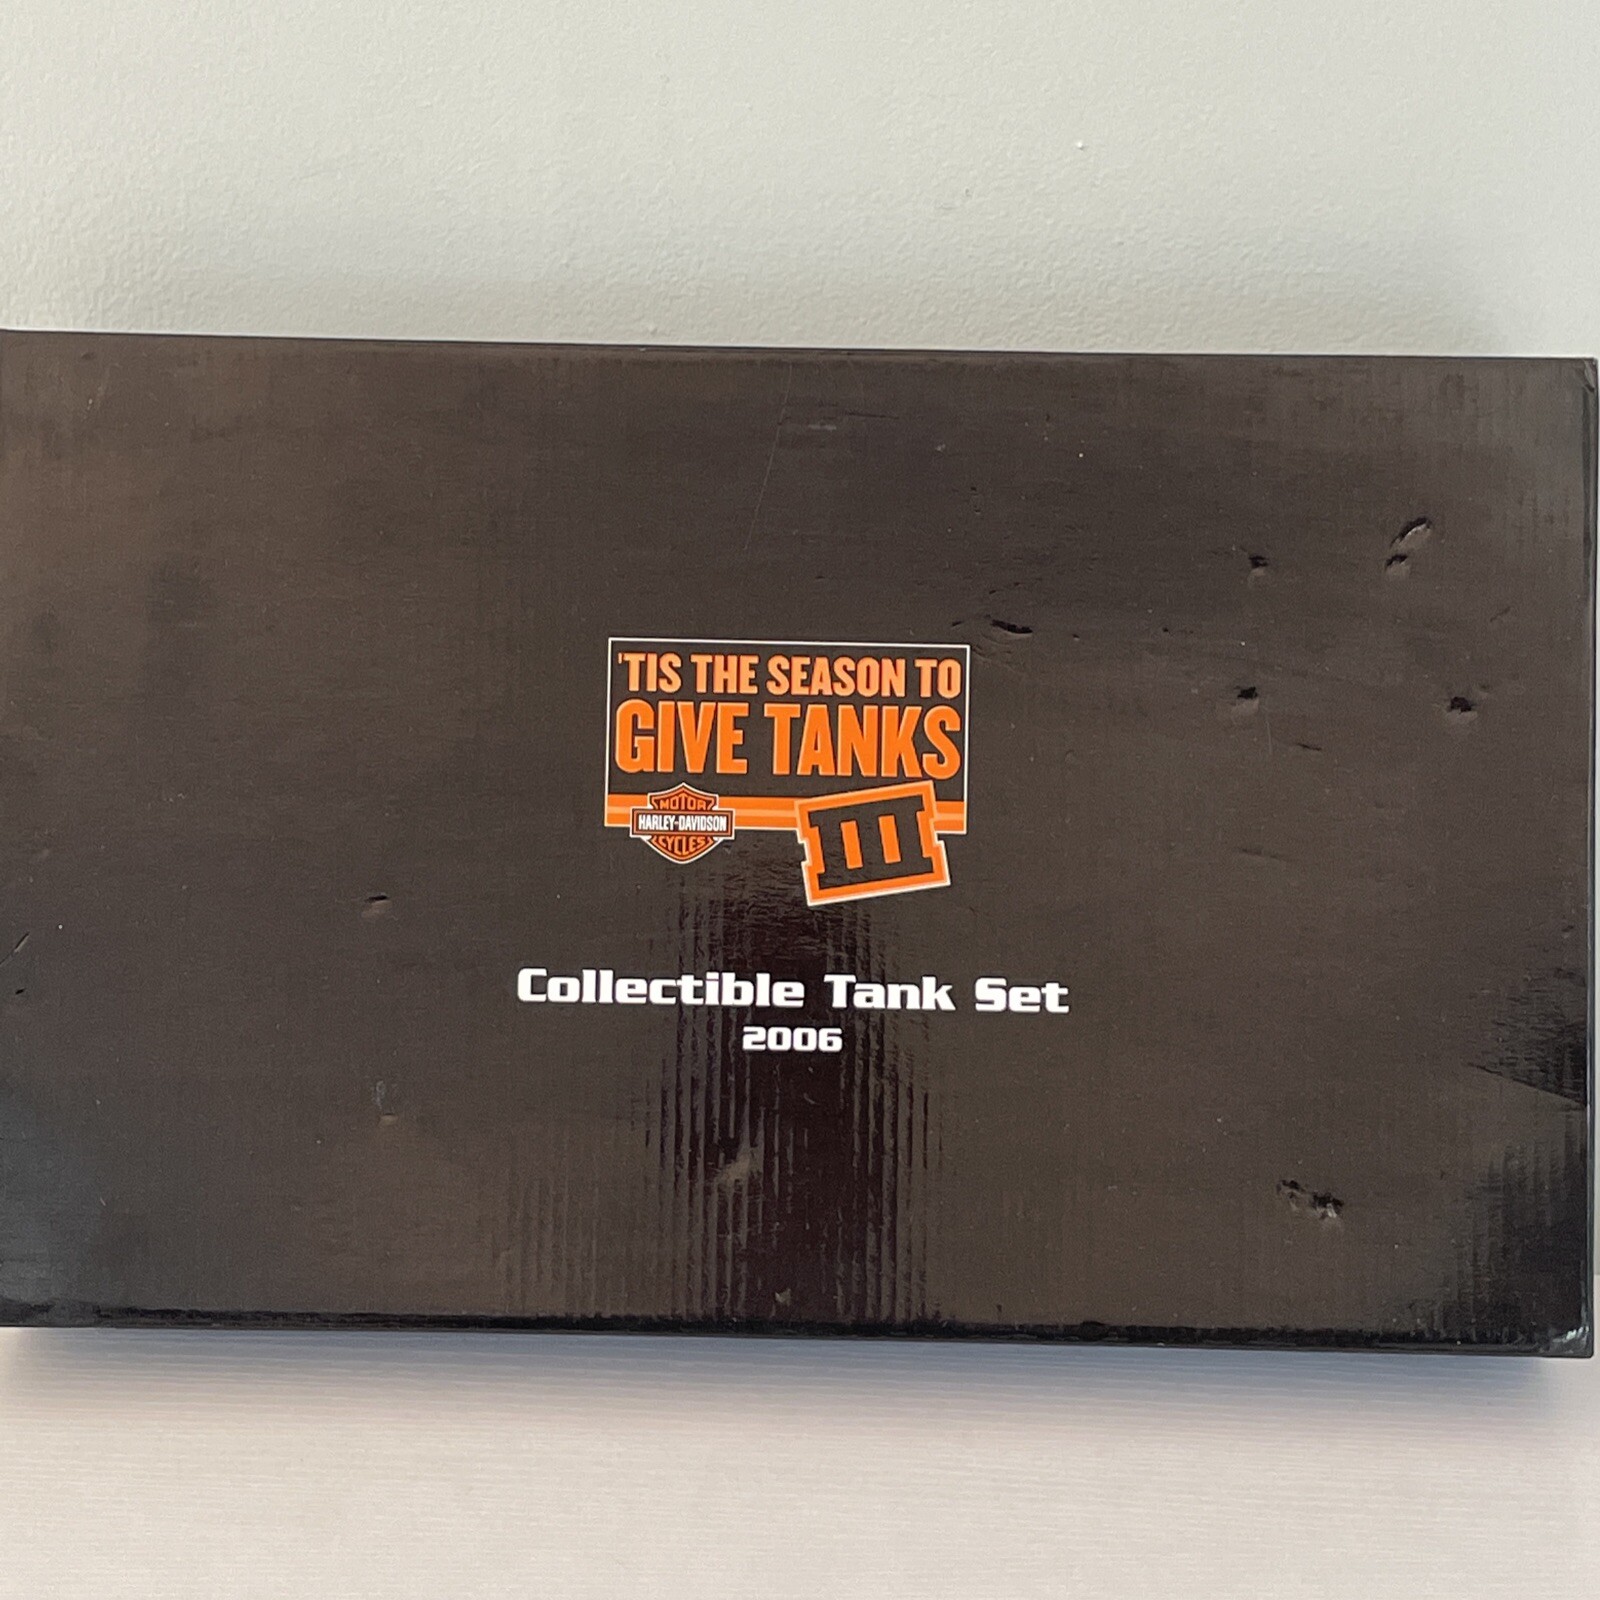 'TIS THE SEASON TO
GIVE TANKS
MOTOR
HARLEY-DAVIDSON
CYCLES
III
Collectible Tank Set
2006